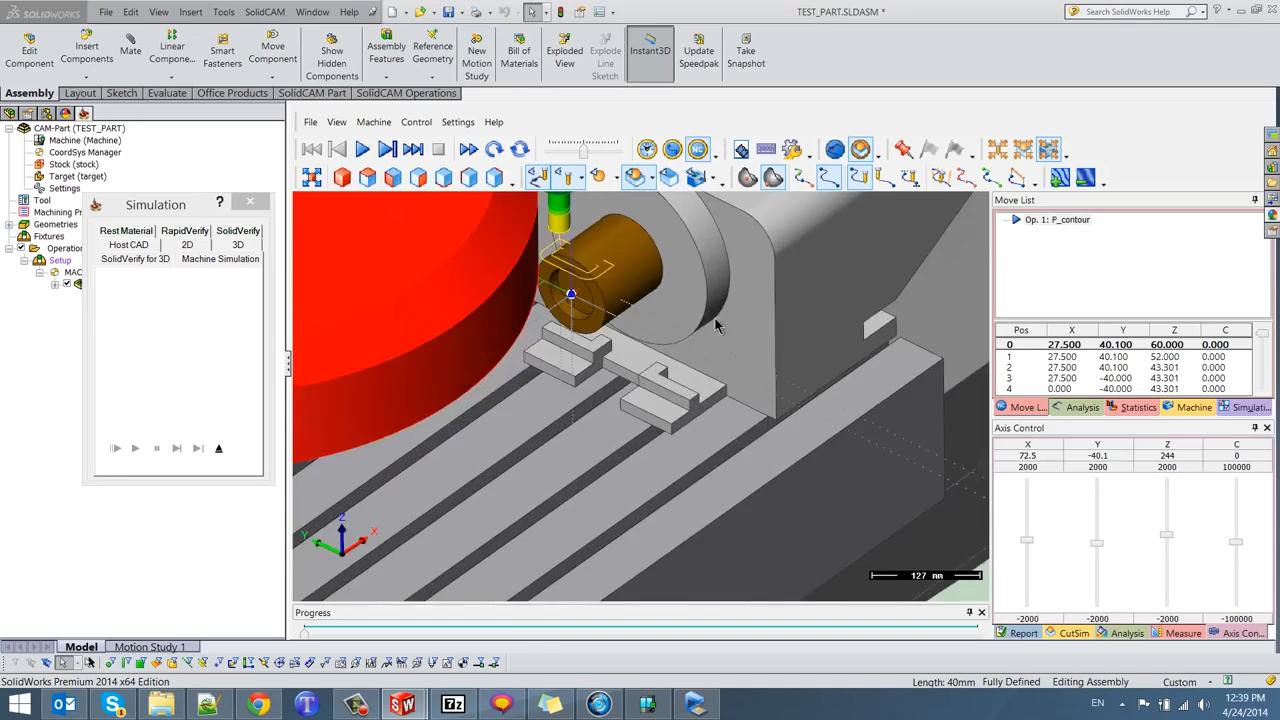 SOLIDWORKS File Edit View Insert Tools SolidCAM Window Help TEST_PART.SLDASM * Search SolidWorks Help
Edit Component
Insert Components
Mate
Linear Compone...
Smart Fasteners
Move Component
Show Hidden Components
Assembly Features
Reference Geometry
New Motion Study
Bill of Materials
Exploded View
Explode Line Sketch
Instant3D
Update Speedpak
Take Snapshot
Assembly Layout Sketch Evaluate Office Products SolidCAM Part SolidCAM Operations
CAM-Part (TEST_PART)
Machine (Machine)
CoordSys Manager
Stock (stock)
Target (target)
Settings
Tool
Machining Pr
Geometries
Fixtures
Operation
Setup
MAC
Simulation ?
Rest Material RapidVerify SolidVerify
Host CAD 2D 3D
SolidVerify for 3D Machine Simulation
File View Machine Control Settings Help
NC
Z
Y
X
127 mm
Progress
Move List
Op. 1: P_contour
Pos X Y Z C
0 27.500 40.100 60.000 0.000
1 27.500 40.100 52.000 0.000
2 27.500 40.100 43.301 0.000
3 27.500 -40.000 43.301 0.000
4 0.000 -40.000 43.301 0.000
Move L... Analysis Statistics Machine Simulati...
Axis Control
X Y Z C
72.5 -40.1 244 0
2000 2000 2000 100000
-2000 -2000 -2000 -100000
Report CutSim Analysis Measure Axis Con...
Model Motion Study 1
SolidWorks Premium 2014 x64 Edition Length: 40mm Fully Defined Editing Assembly Custom
EN 12:39 PM
4/24/2014